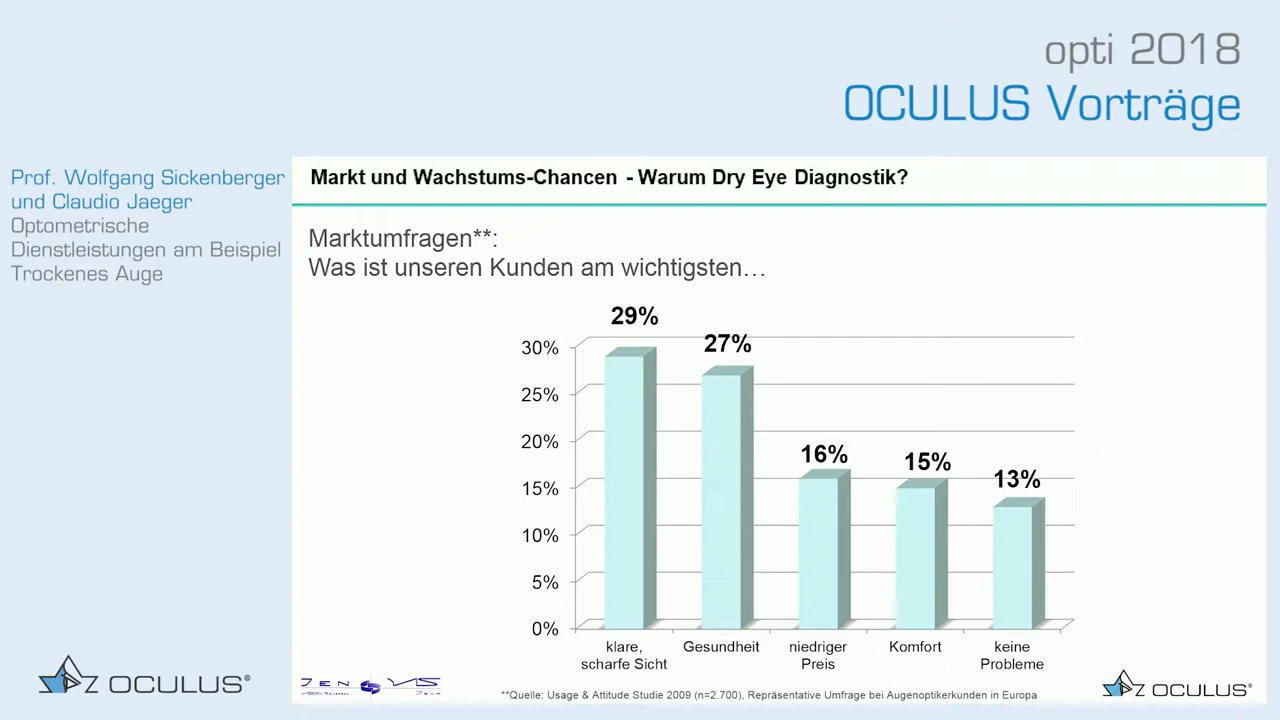 opti 2018
OCULUS Vorträge
Prof. Wolfgang Sickenberger
und Claudio Jaeger
Optometrische
Dienstleistungen am Beispiel
Trockenes Auge
Markt und Wachstums-Chancen - Warum Dry Eye Diagnostik?
Marktumfragen**:
Was ist unseren Kunden am wichtigsten…
29%
27%
16%
15%
13%
30%
25%
20%
15%
10%
5%
0%
klare,
scharfe Sicht
Gesundheit
niedriger
Preis
Komfort
keine
Probleme
**Quelle: Usage & Attitude Studie 2009 (n=2.700), Repräsentative Umfrage bei Augenoptikerkunden in Europa
OCULUS®
JEN VIS
OCULUS®